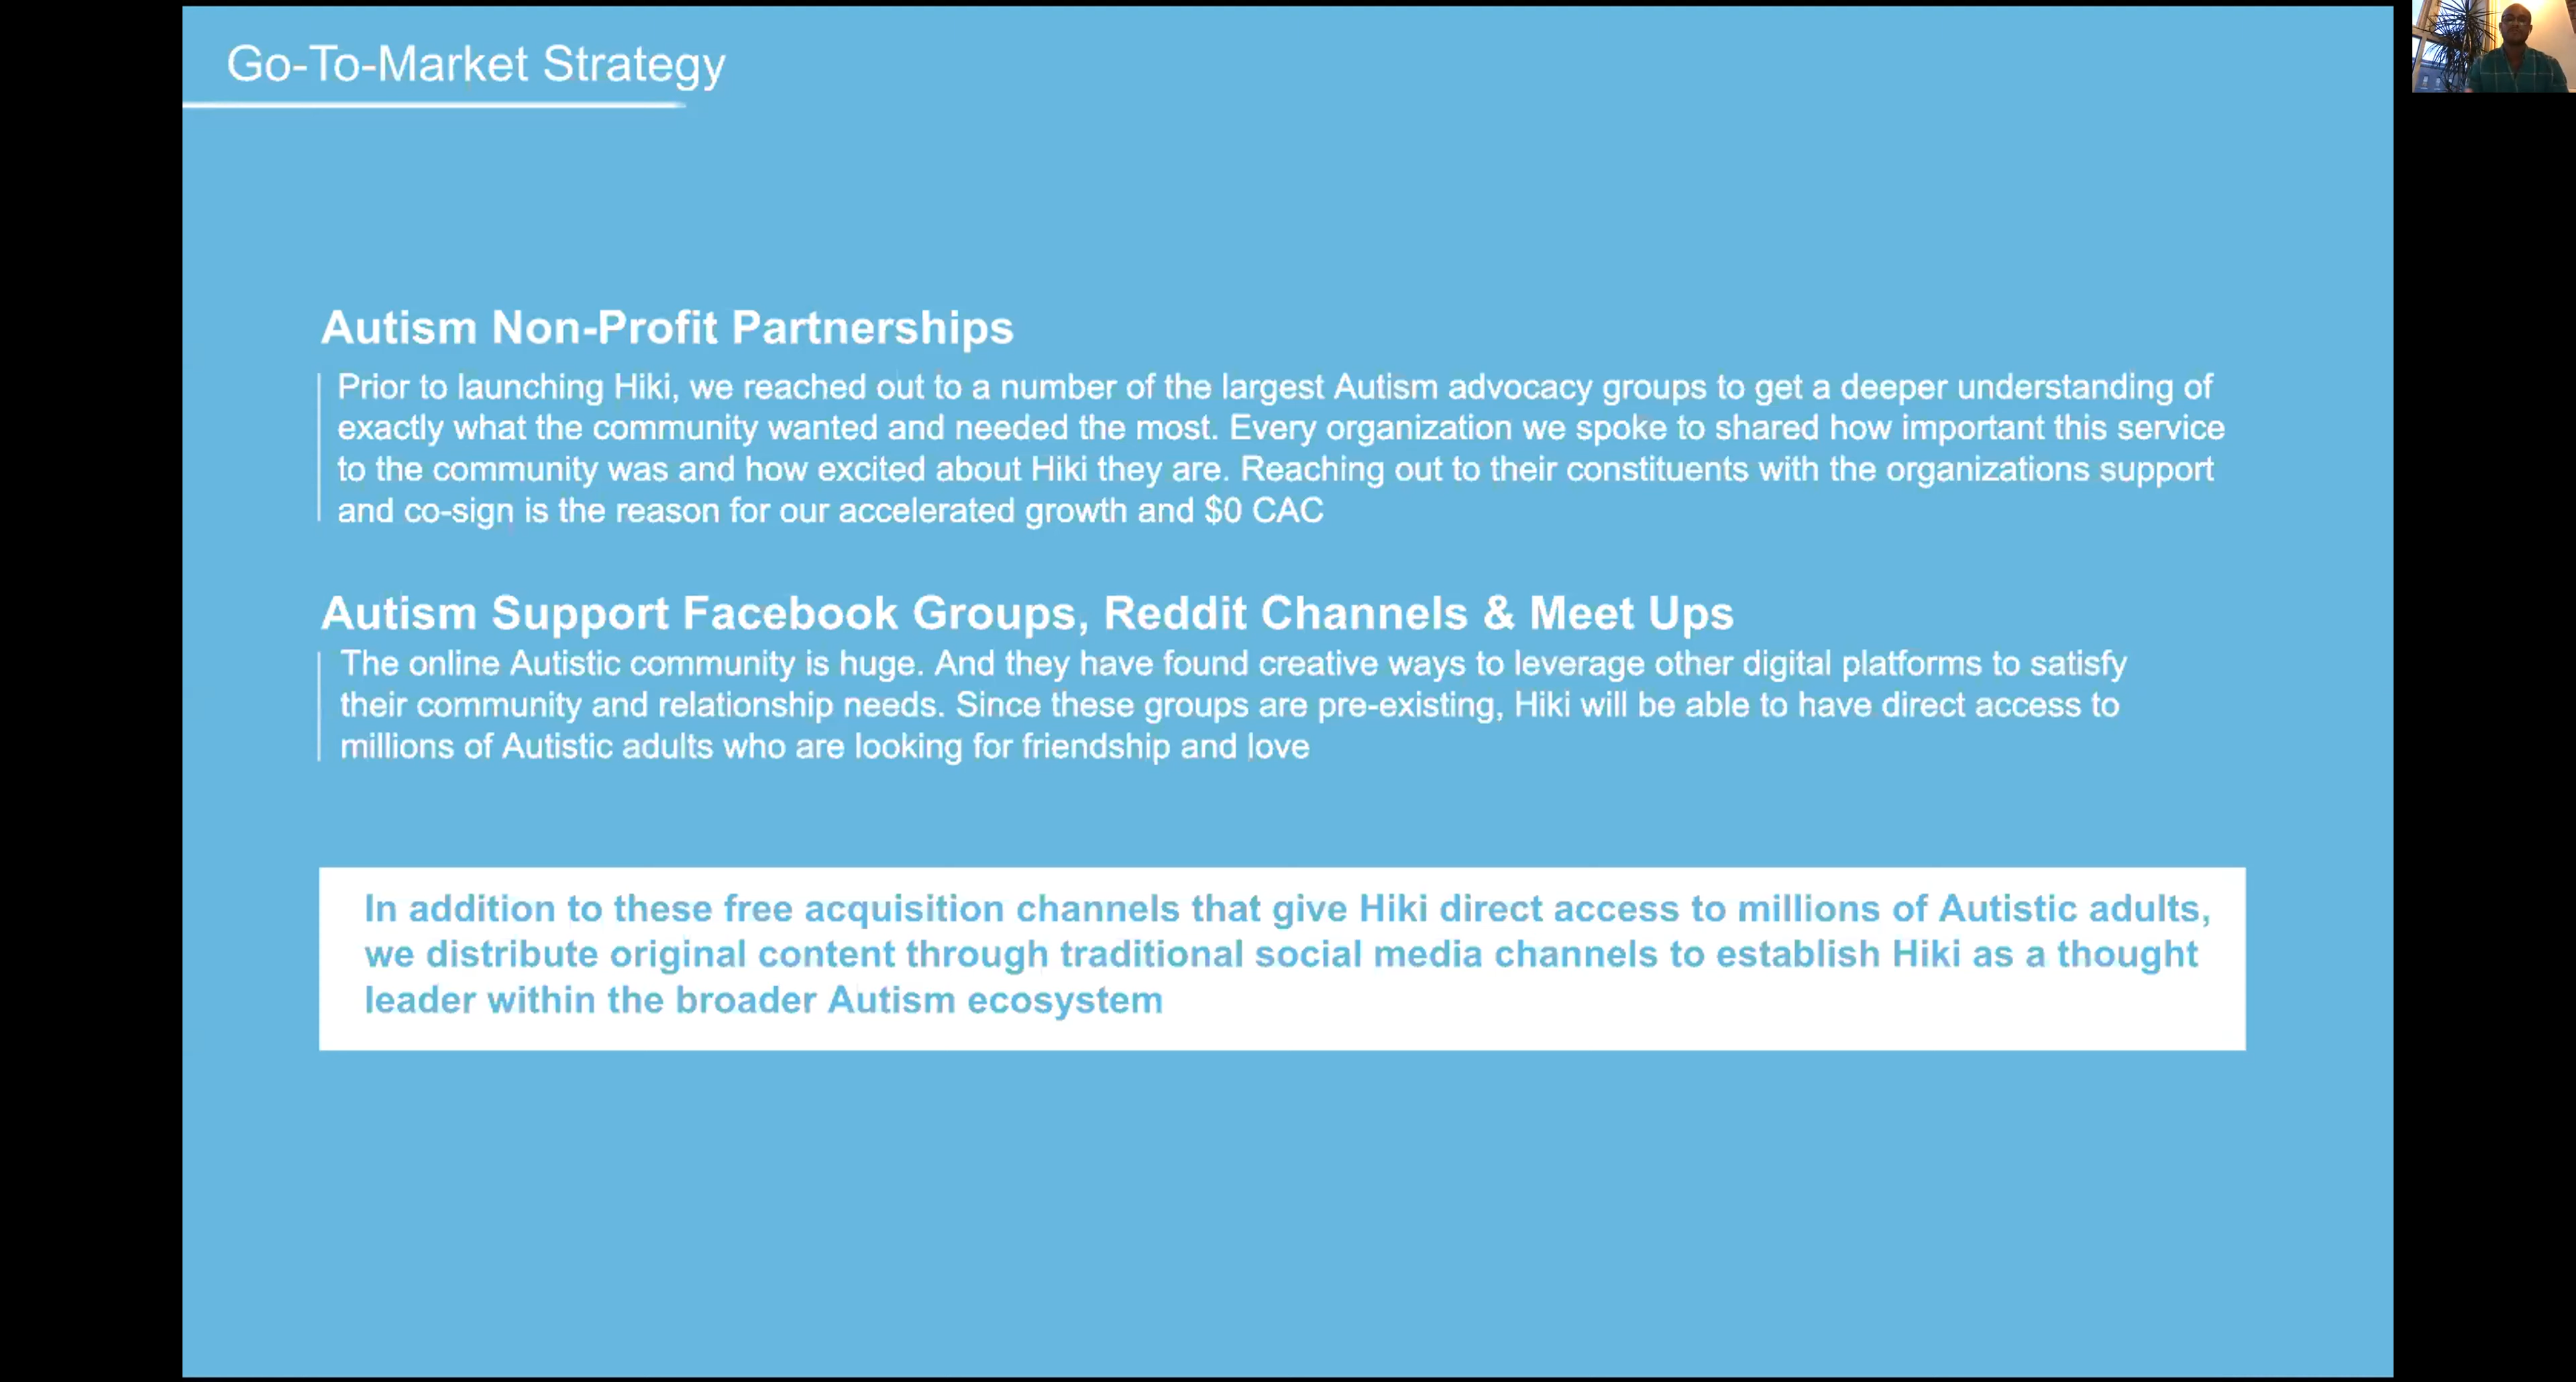 Go-To-Market Strategy
Autism Non-Profit Partnerships
Prior to launching Hiki, we reached out to a number of the largest Autism advocacy groups to get a deeper understanding of
exactly what the community wanted and needed the most. Every organization we spoke to shared how important this service
to the community was and how excited about Hiki they are. Reaching out to their constituents with the organizations support
and co-sign is the reason for our accelerated growth and $0 CAC
Autism Support Facebook Groups, Reddit Channels & Meet Ups
The online Autistic community is huge. And they have found creative ways to leverage other digital platforms to satisfy
their community and relationship needs. Since these groups are pre-existing, Hiki will be able to have direct access to
millions of Autistic adults who are looking for friendship and love
In addition to these free acquisition channels that give Hiki direct access to millions of Autistic adults,
we distribute original content through traditional social media channels to establish Hiki as a thought
leader within the broader Autism ecosystem